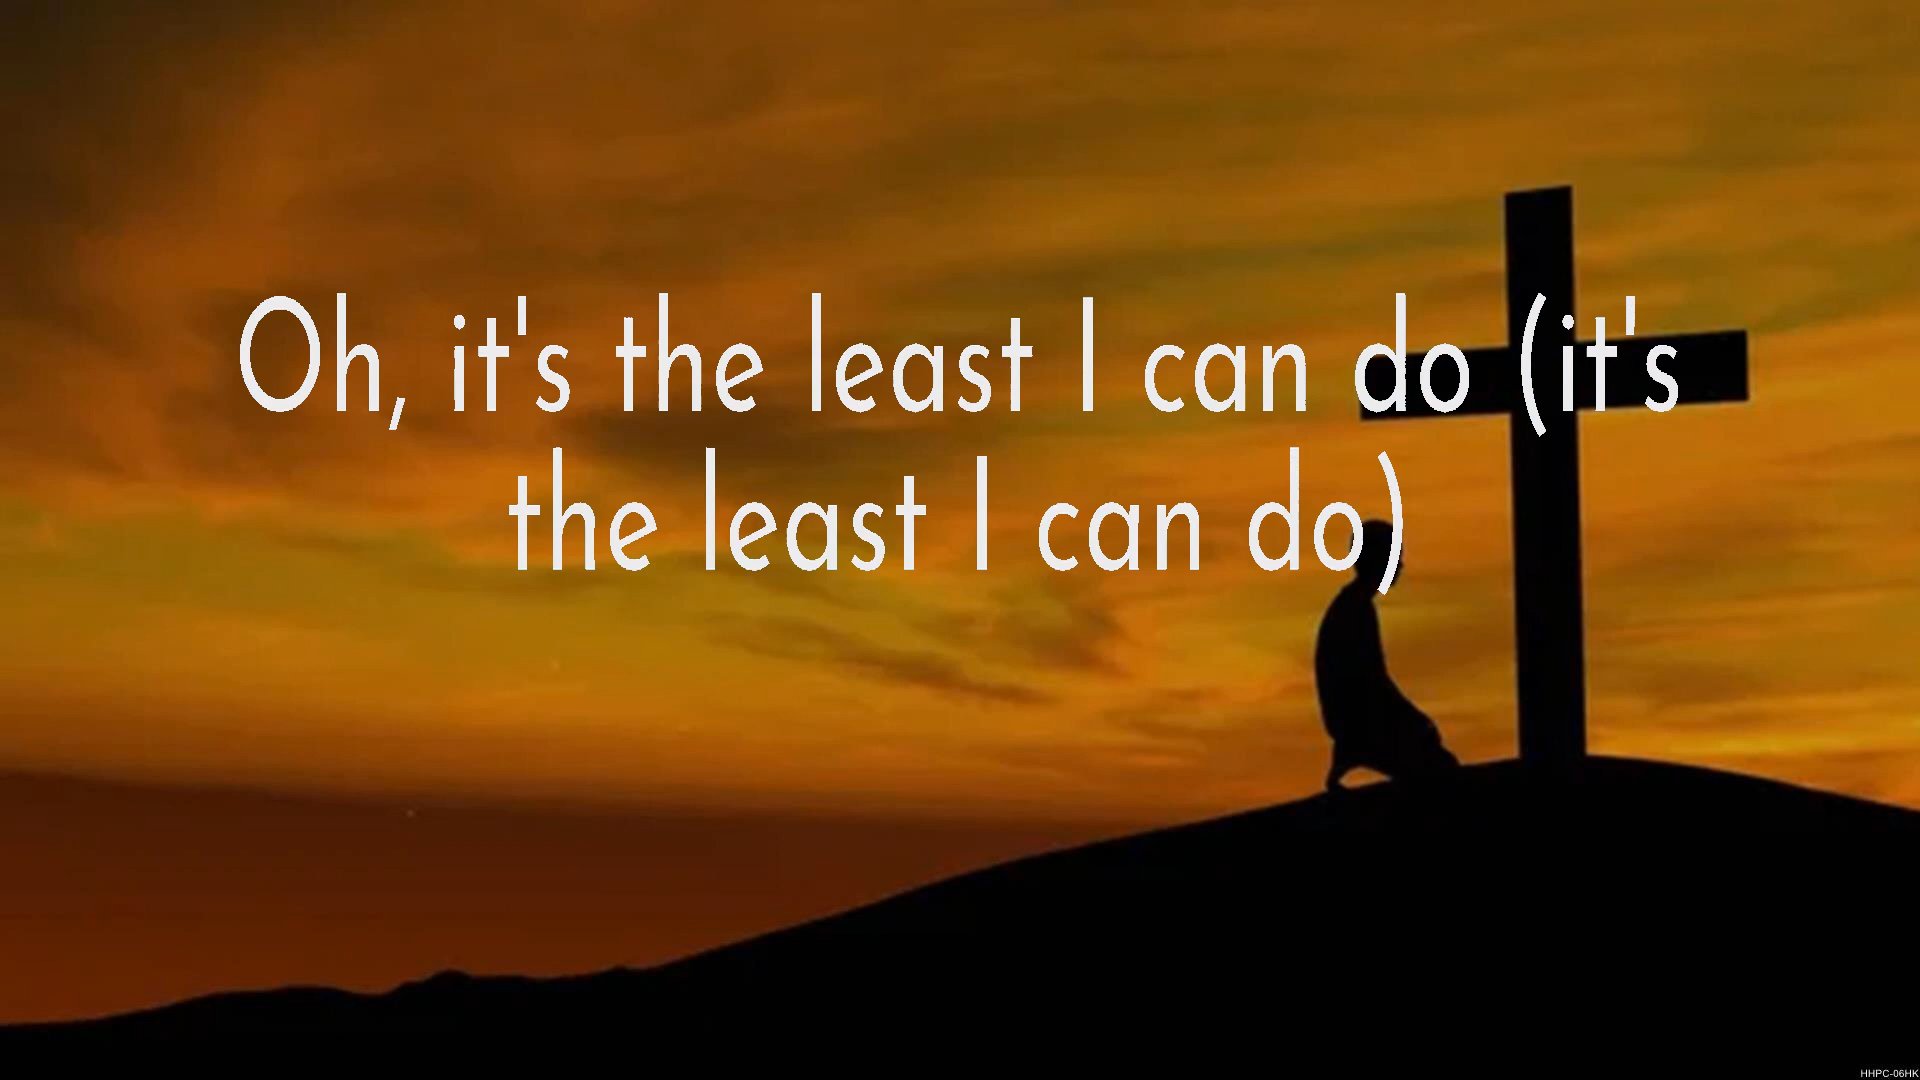 Oh, it's the least I can do (it's
the least I can do)
HHPC-06HK